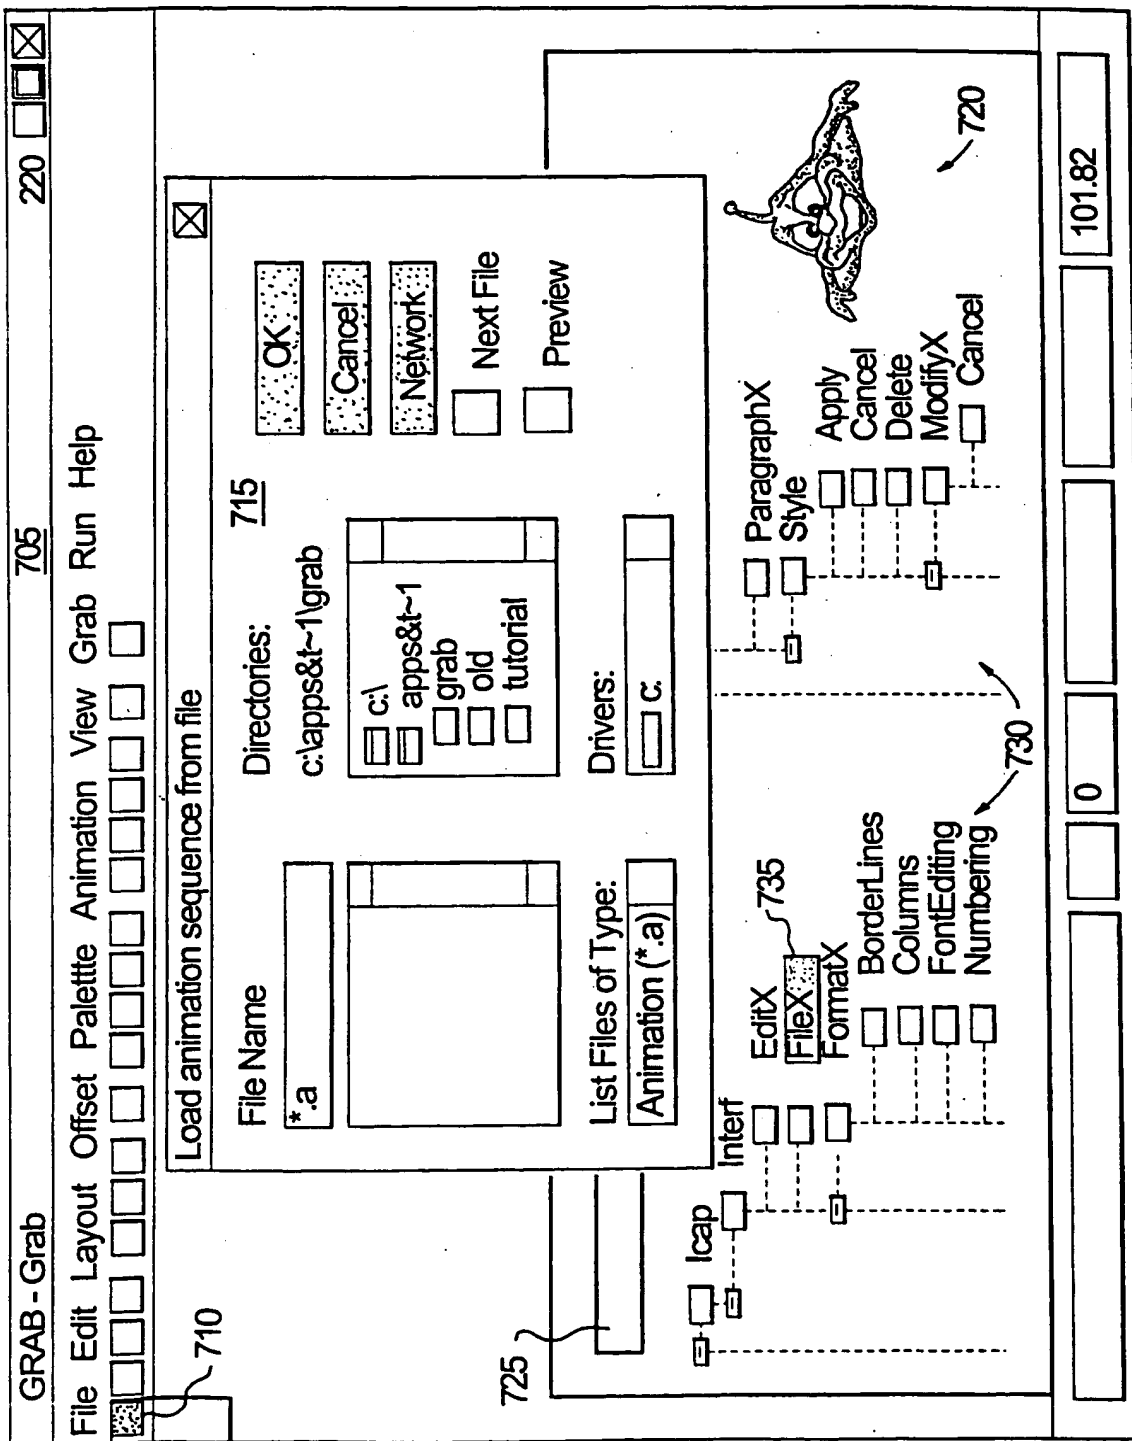 GRAB - Grab
705
220
File Edit Layout Offset Palettte Animation View Grab Run Help
710
Load animation sequence from file
File Name
*.a
List Files of Type:
Animation (*.a)
Directories:
c:\apps&t~1\grab
c:\
apps&t~1
grab
old
tutorial
Drivers:
c.
715
OK
Cancel
Network
Next File
Preview
725
Icap
Interf
EditX
FileX
735
FormatX
BorderLines
Columns
FontEditing
Numbering
730
ParagraphX
Style
Apply
Cancel
Delete
ModifyX
Cancel
720
0
101.82